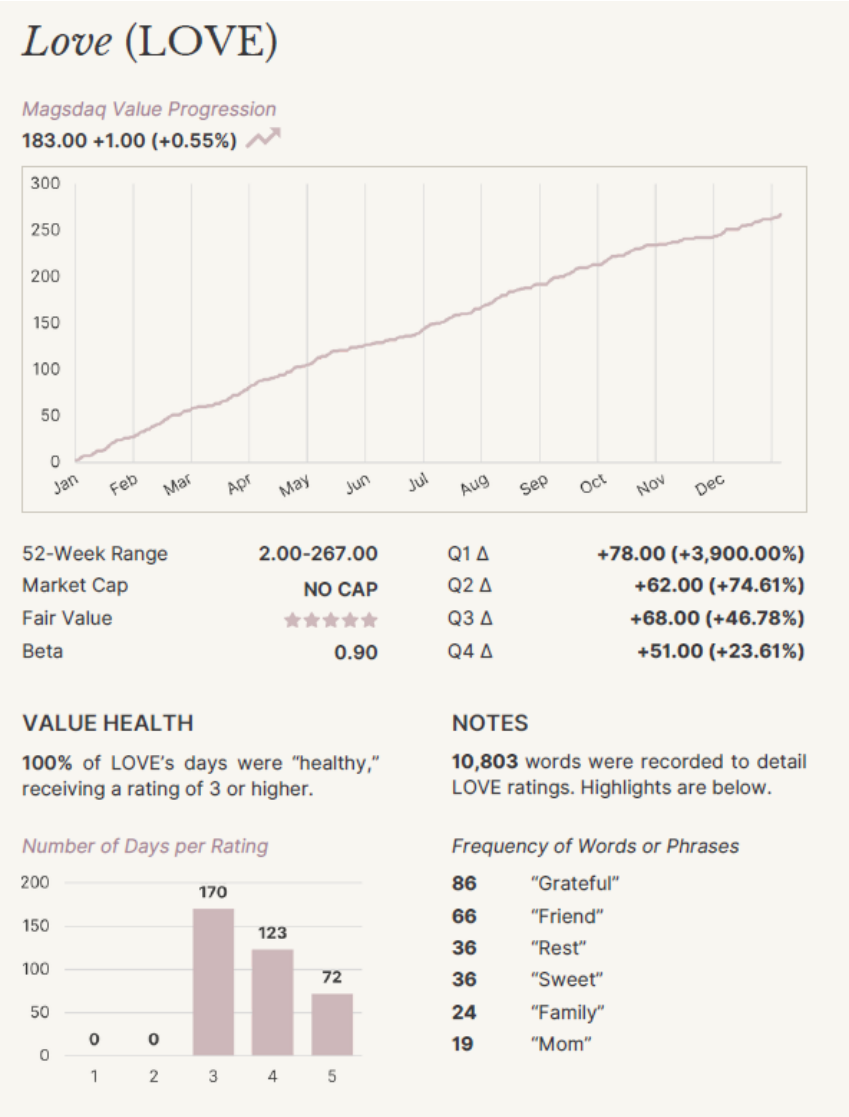 Love (LOVE)
Magsdaq Value Progression
183.00 +1.00 (+0.55%)
300
250
200
150
100
50
0
Jan Feb Mar Apr May Jun Jul Aug Sep Oct Nov Dec
52-Week Range 2.00-267.00
Market Cap NO CAP
Fair Value ★★★★★
Beta 0.90
Q1 Δ +78.00 (+3,900.00%)
Q2 Δ +62.00 (+74.61%)
Q3 Δ +68.00 (+46.78%)
Q4 Δ +51.00 (+23.61%)
VALUE HEALTH
100% of LOVE’s days were “healthy,”
receiving a rating of 3 or higher.
Number of Days per Rating
200
150
100
50
0
0 0 170 123 72
1 2 3 4 5
NOTES
10,803 words were recorded to detail
LOVE ratings. Highlights are below.
Frequency of Words or Phrases
86 “Grateful”
66 “Friend”
36 “Rest”
36 “Sweet”
24 “Family”
19 “Mom”